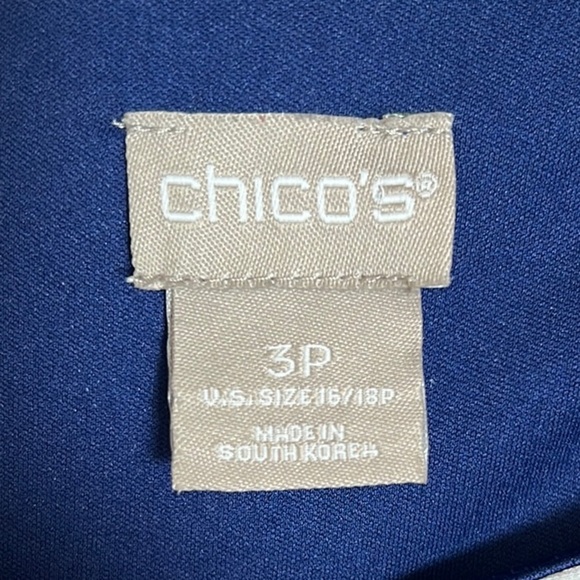 chico's®
3P
U.S. SIZE 16/18P
MADE IN
SOUTH KOREA